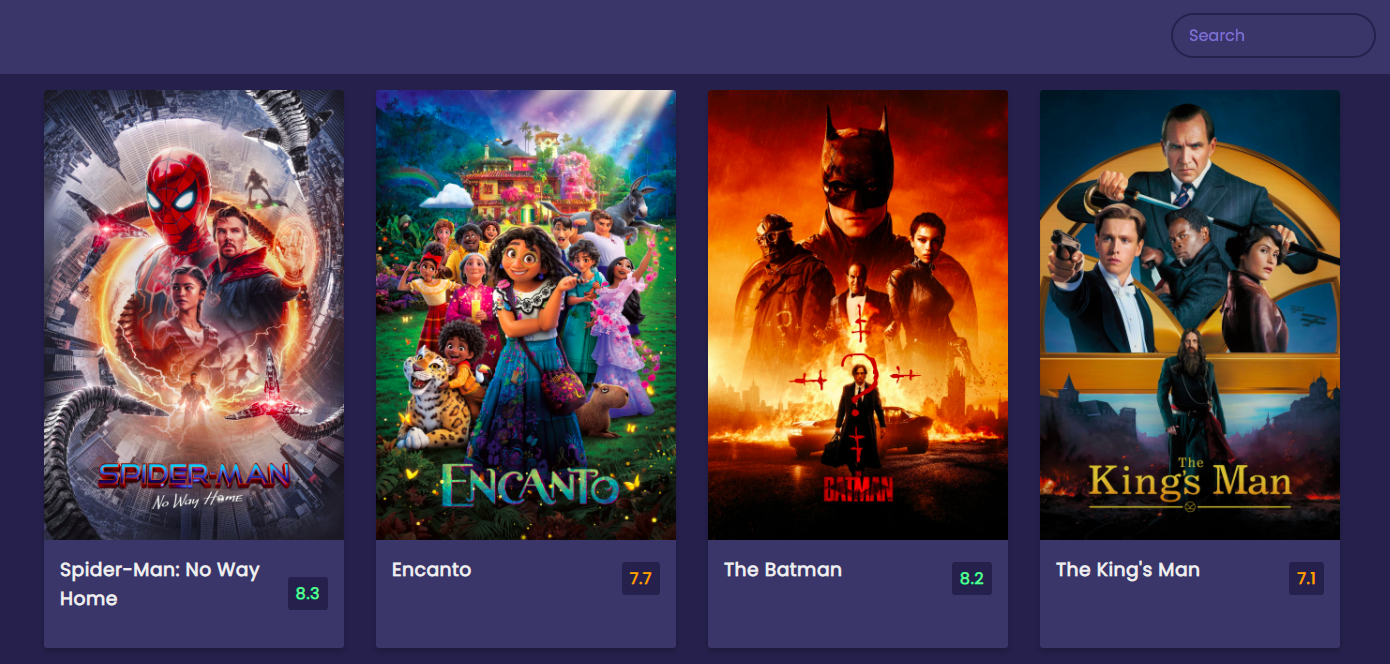 Search
SPIDER-MAN
No Way Home
ENCANTO
THE
BATMAN
The
King's Man
Spider-Man: No Way
Home
8.3
Encanto
7.7
The Batman
8.2
The King's Man
7.1